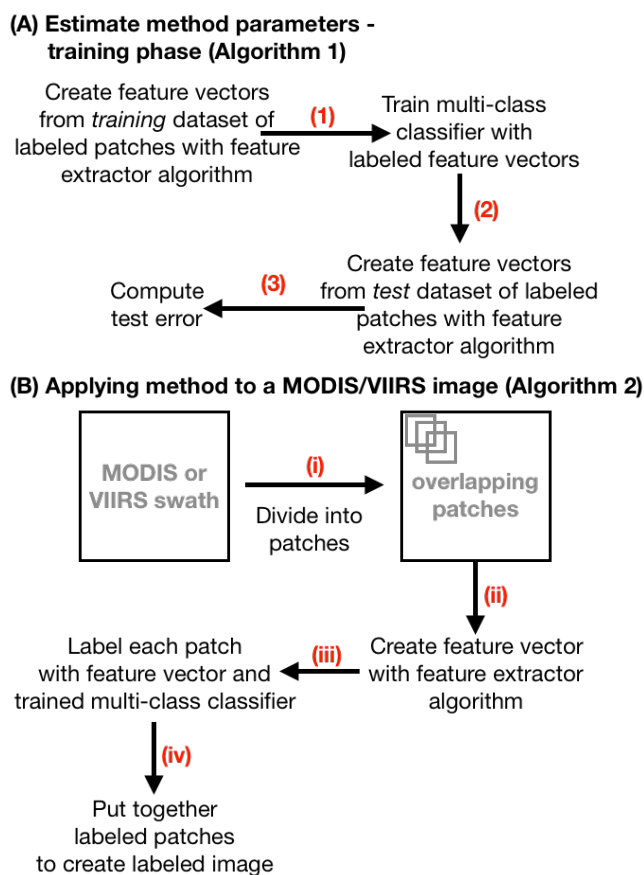 (A) Estimate method parameters -
training phase (Algorithm 1)
Create feature vectors
from training dataset of
labeled patches with feature
extractor algorithm
(1)
Train multi-class
classifier with
labeled feature vectors
(2)
Create feature vectors
from test dataset of labeled
patches with feature
extractor algorithm
(3)
Compute
test error
(B) Applying method to a MODIS/VIIRS image (Algorithm 2)
MODIS or
VIIRS swath
(i)
Divide into
patches
overlapping
patches
(ii)
Create feature vector
with feature extractor
algorithm
(iii)
Label each patch
with feature vector and
trained multi-class classifier
(iv)
Put together
labeled patches
to create labeled image